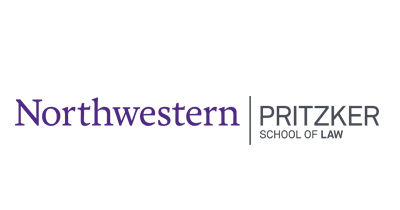 Northwestern PRITZKER
SCHOOL OF LAW